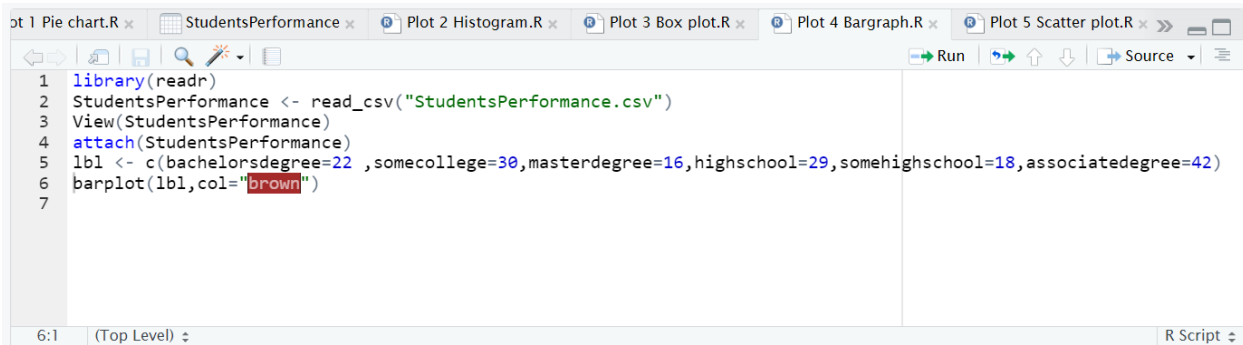 ot 1 Pie chart.R × StudentsPerformance × Plot 2 Histogram.R × Plot 3 Box plot.R × Plot 4 Bargraph.R × Plot 5 Scatter plot.R ×
Run Source
1 library(readr)
2 StudentsPerformance <- read_csv("StudentsPerformance.csv")
3 View(StudentsPerformance)
4 attach(StudentsPerformance)
5 lbl <- c(bachelorsdegree=22 ,somecollege=30,masterdegree=16,highschool=29,somehighschool=18,associatedegree=42)
6 barplot(lbl,col="brown")
7
6:1 (Top Level) R Script